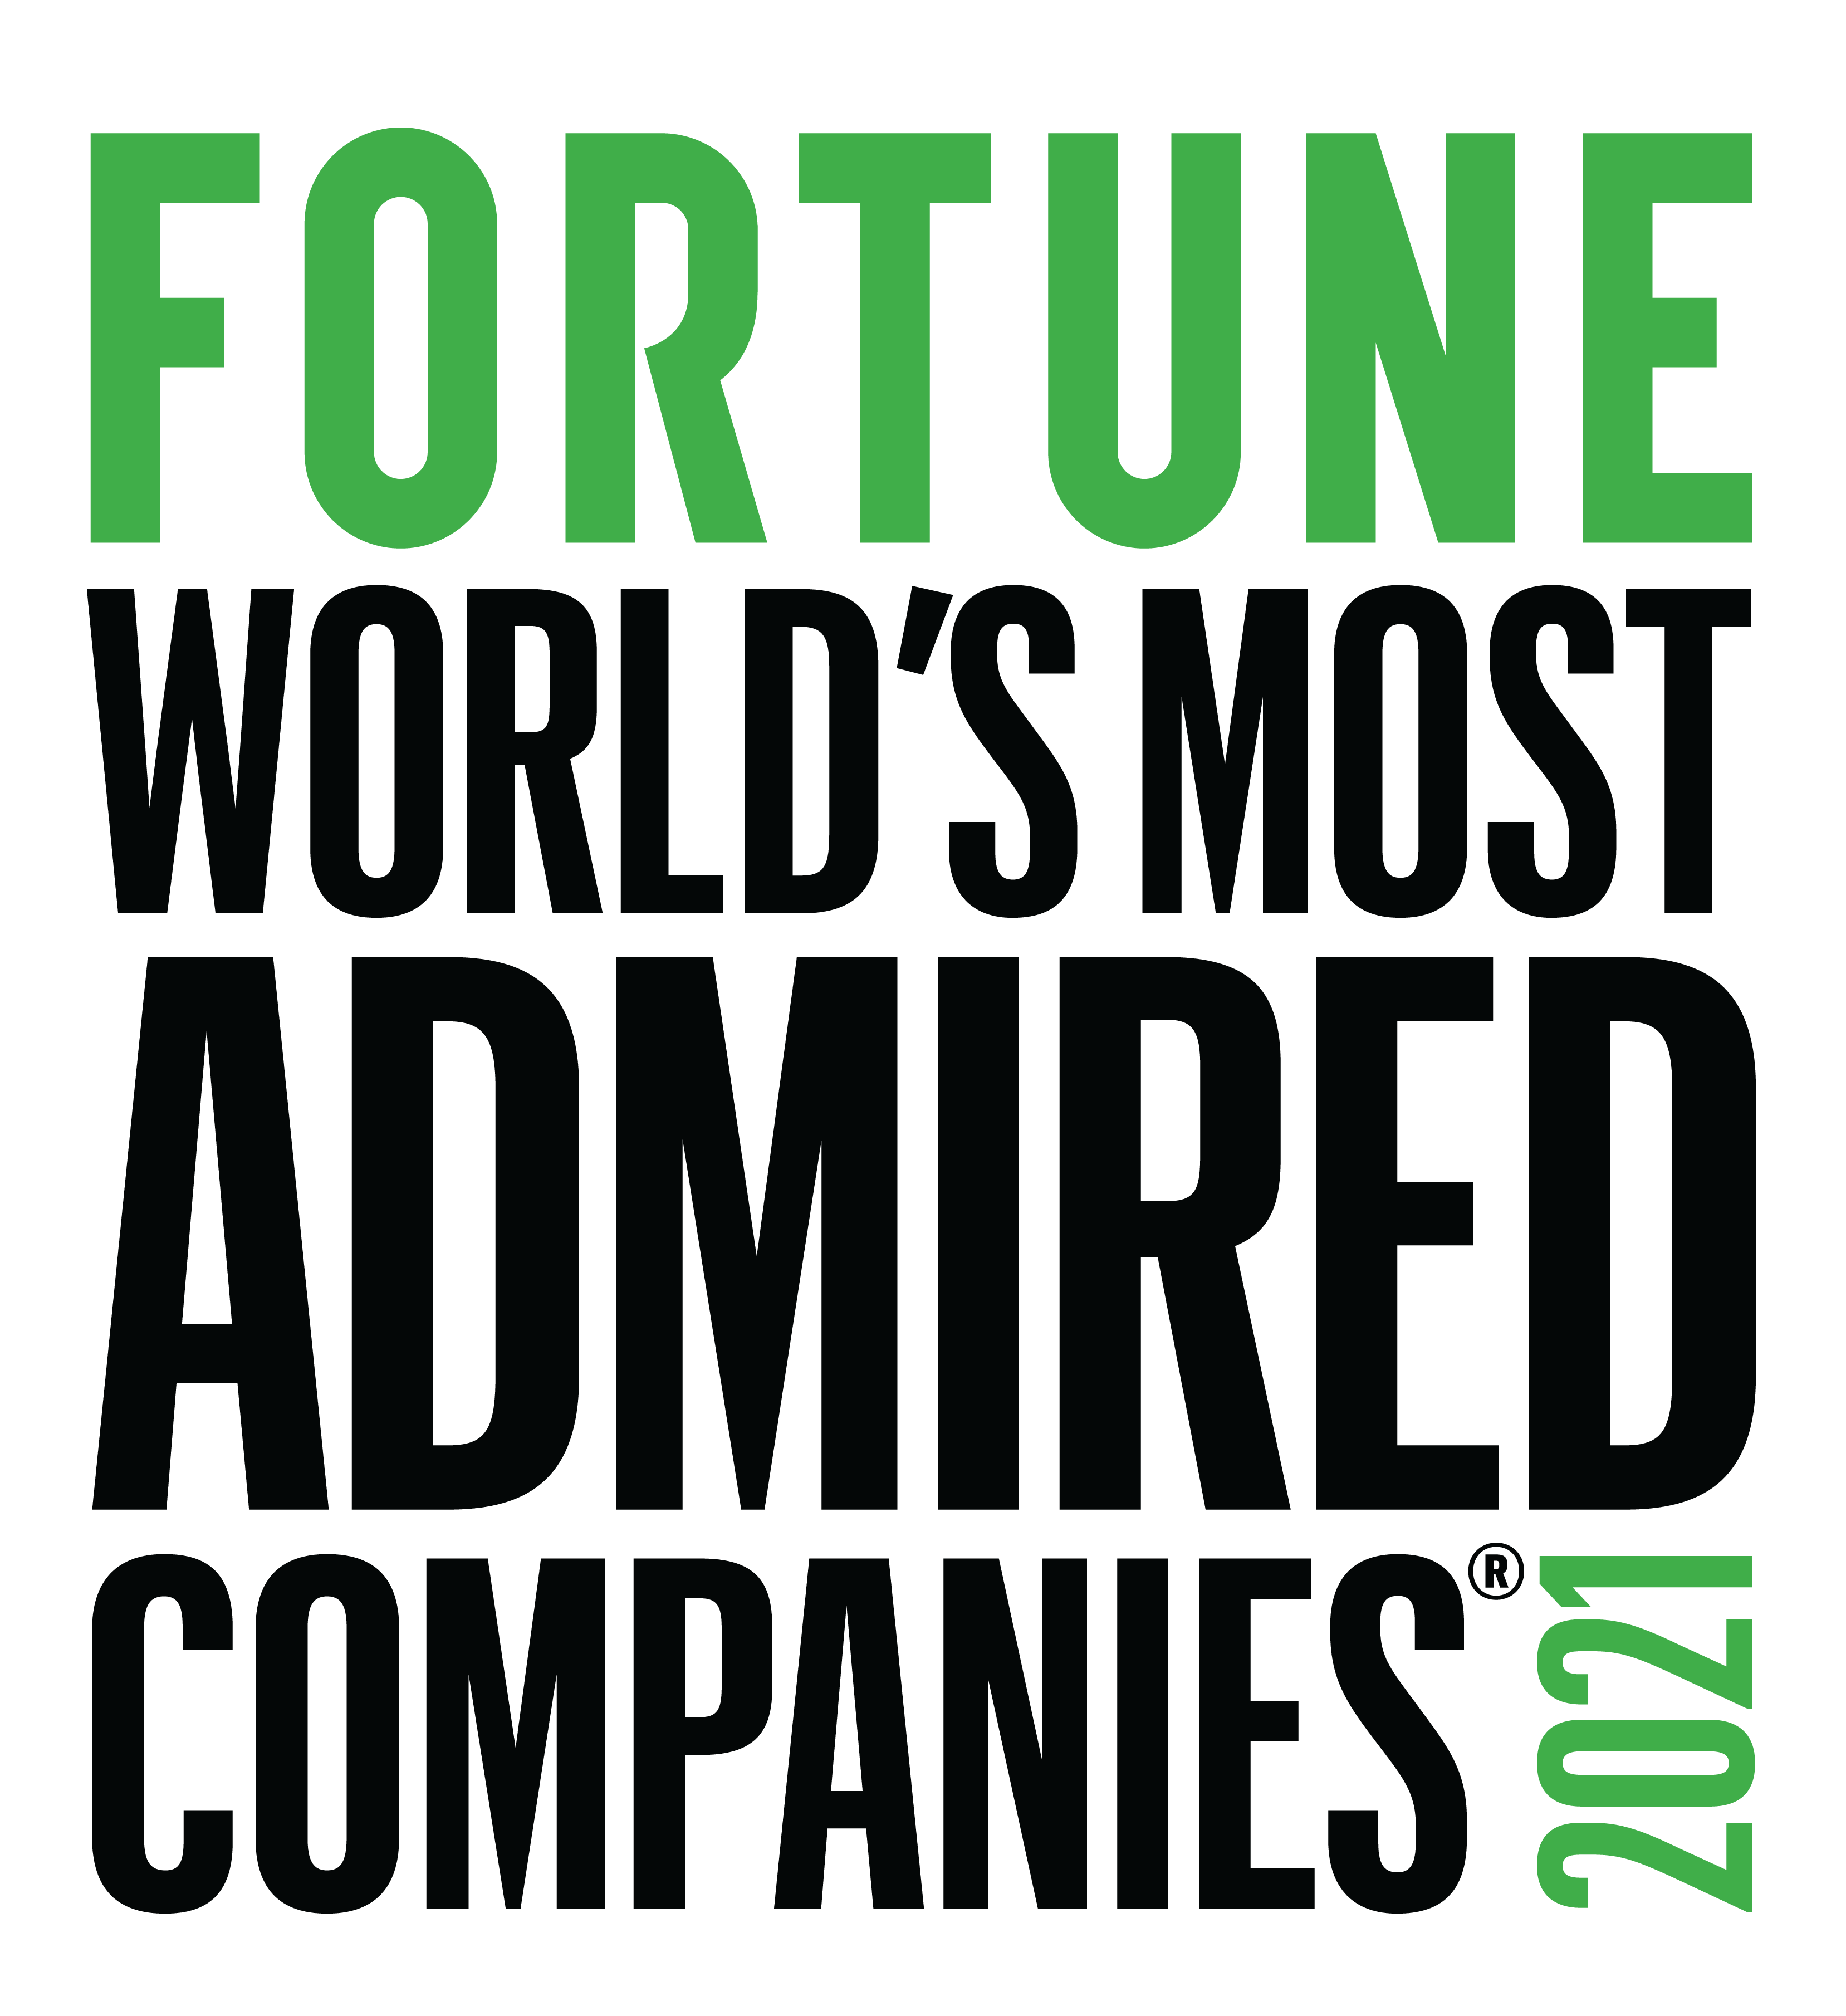 FORTUNE
WORLD'S MOST
ADMIRED
COMPANIES®
2021